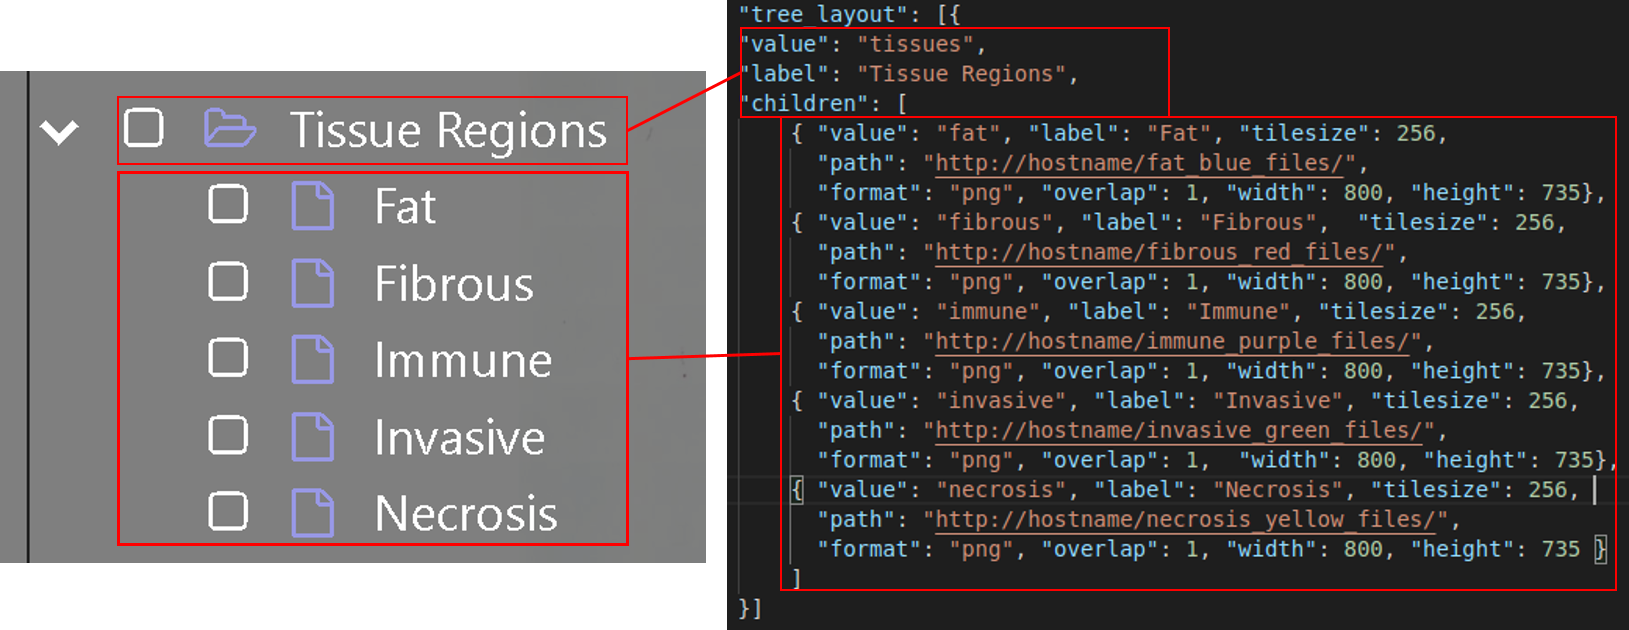 Tissue Regions
Fat
Fibrous
Immune
Invasive
Necrosis
"tree_layout": [{
"value": "tissues",
"label": "Tissue Regions",
"children": [
{ "value": "fat", "label": "Fat", "tilesize": 256,
"path": "http://hostname/fat_blue_files/",
"format": "png", "overlap": 1, "width": 800, "height": 735},
{ "value": "fibrous", "label": "Fibrous",  "tilesize": 256,
"path": "http://hostname/fibrous_red_files/",
"format": "png", "overlap": 1, "width": 800, "height": 735},
{ "value": "immune", "label": "Immune", "tilesize": 256,
"path": "http://hostname/immune_purple_files/",
"format": "png", "overlap": 1, "width": 800, "height": 735},
{ "value": "invasive", "label": "Invasive", "tilesize": 256,
"path": "http://hostname/invasive_green_files/",
"format": "png", "overlap": 1,  "width": 800, "height": 735},
{ "value": "necrosis", "label": "Necrosis", "tilesize": 256,
"path": "http://hostname/necrosis_yellow_files/",
"format": "png", "overlap": 1, "width": 800, "height": 735 }
]
}]